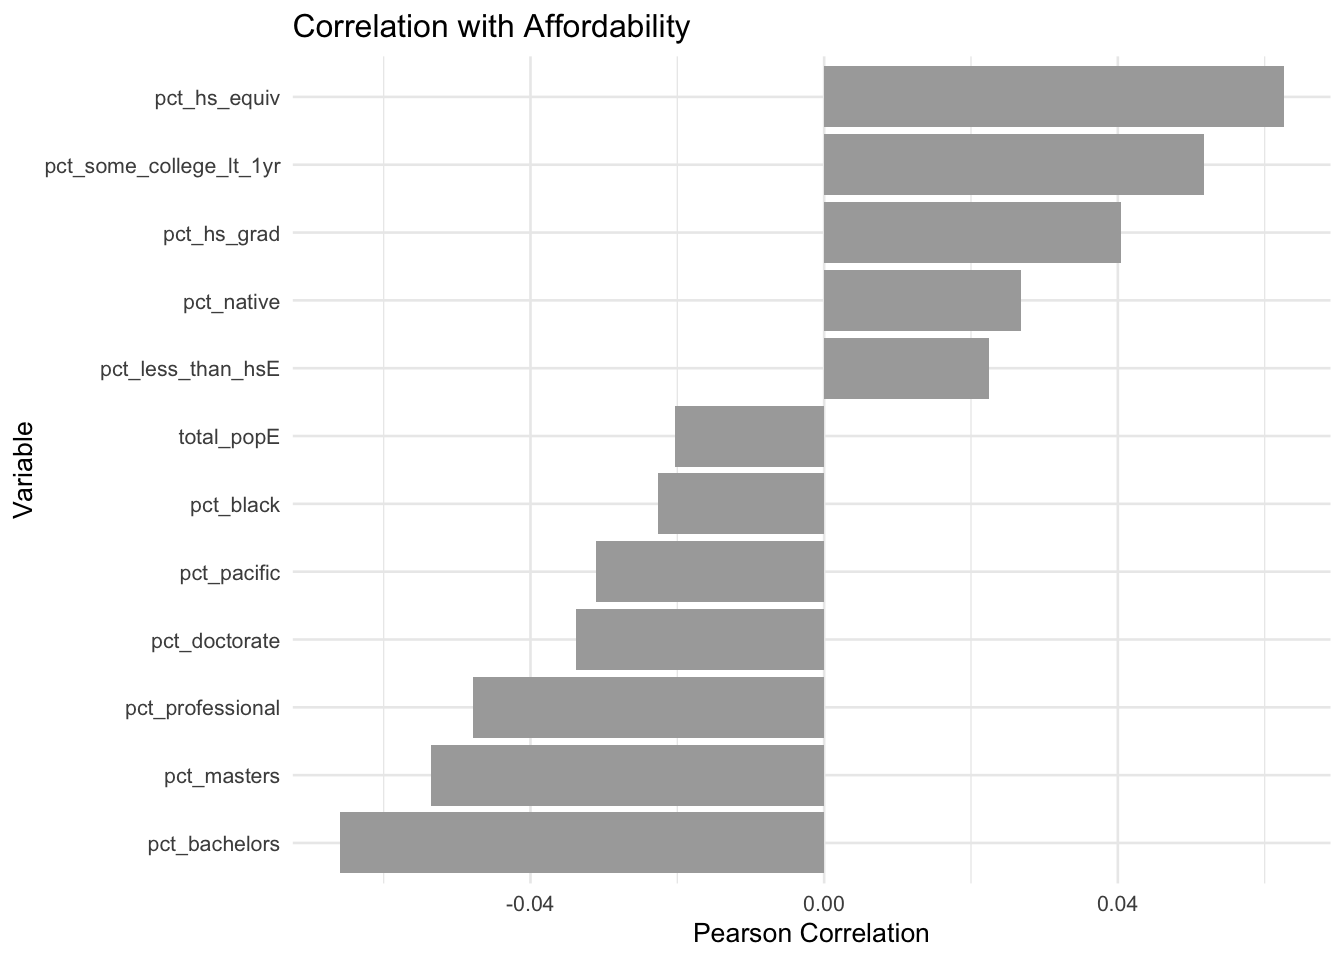 Correlation with Affordability
pct_hs_equiv
pct_some_college_lt_1yr
pct_hs_grad
pct_native
pct_less_than_hsE
total_popE
pct_black
pct_pacific
pct_doctorate
pct_professional
pct_masters
pct_bachelors
Variable
-0.04 0.00 0.04
Pearson Correlation